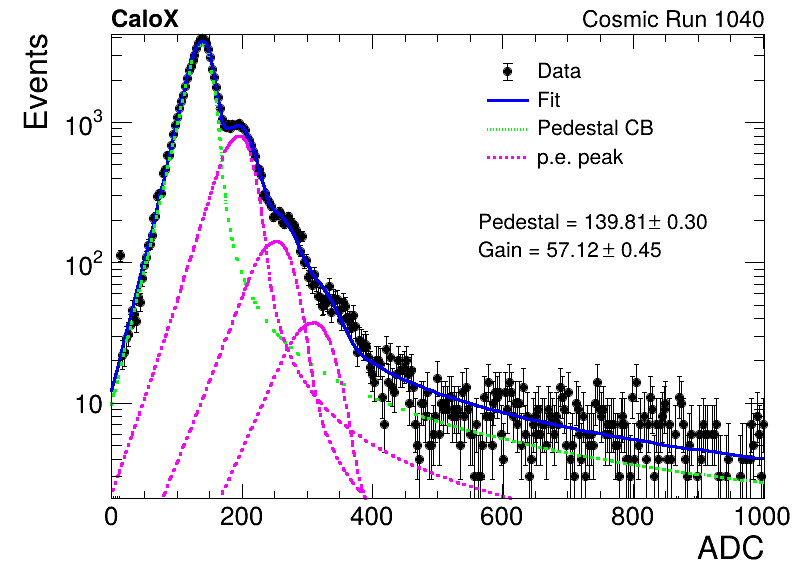 CaloX Cosmic Run 1040
Events
10³
10²
10
Data
Fit
Pedestal CB
p.e. peak
Pedestal = 139.81± 0.30
Gain = 57.12 ± 0.45
0 200 400 600 800 1000
ADC